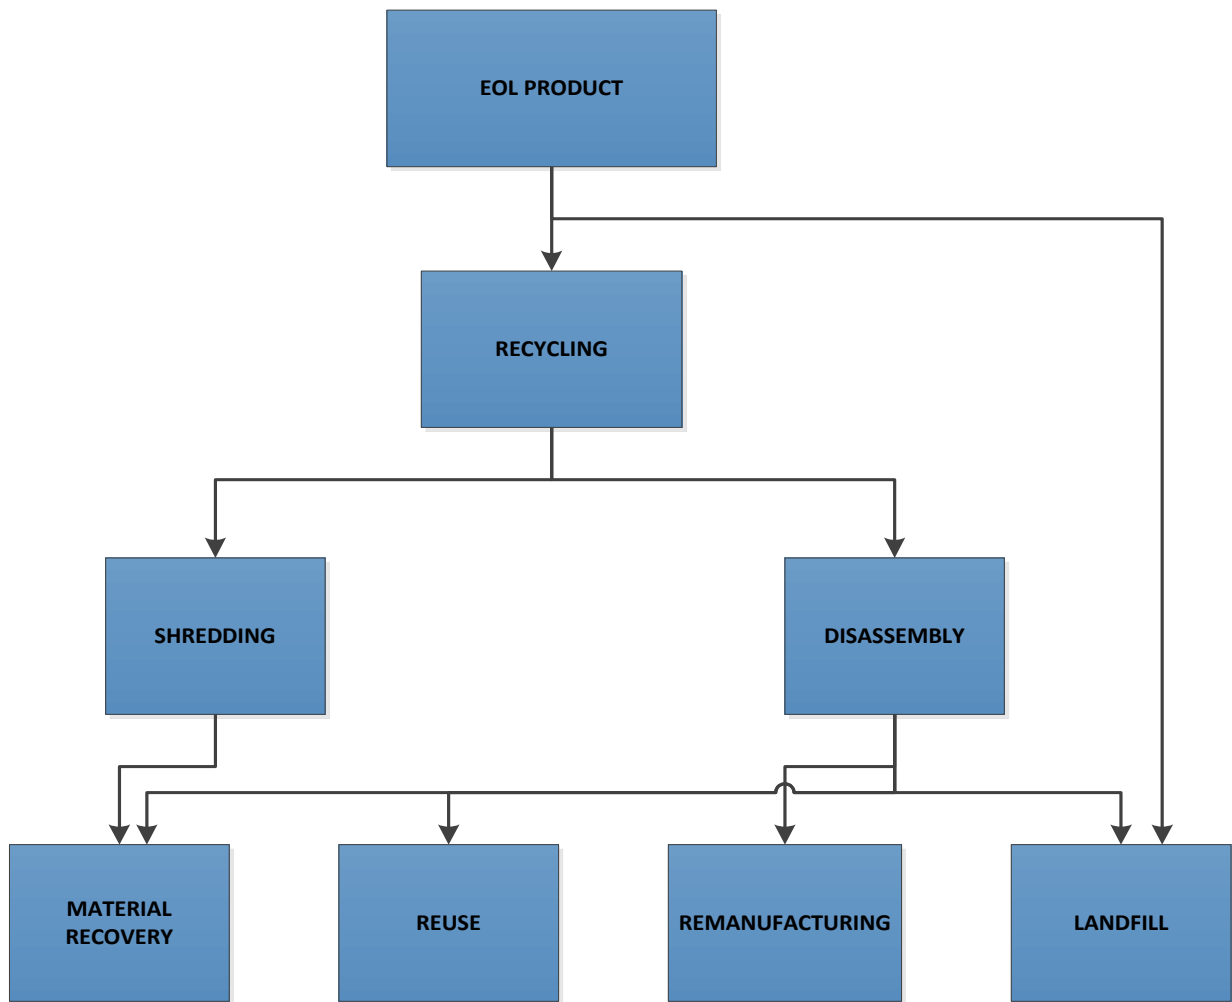 EOL PRODUCT
RECYCLING
SHREDDING
DISASSEMBLY
MATERIAL
RECOVERY
REUSE
REMANUFACTURING
LANDFILL